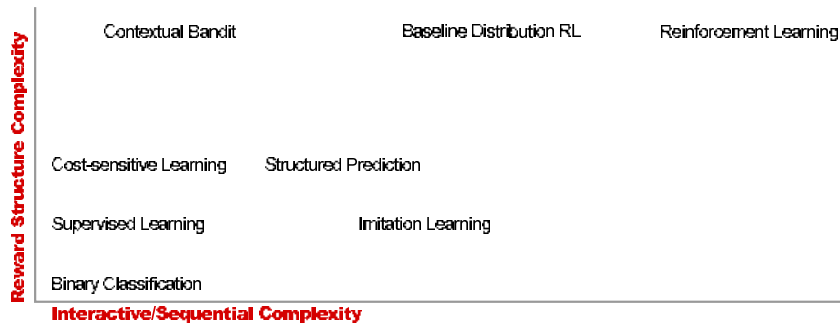 Contextual Bandit
Baseline Distribution RL
Reinforcement Learning
Reward Structure Complexity
Cost-sensitive Learning
Structured Prediction
Supervised Learning
Imitation Learning
Binary Classification
Interactive/Sequential Complexity